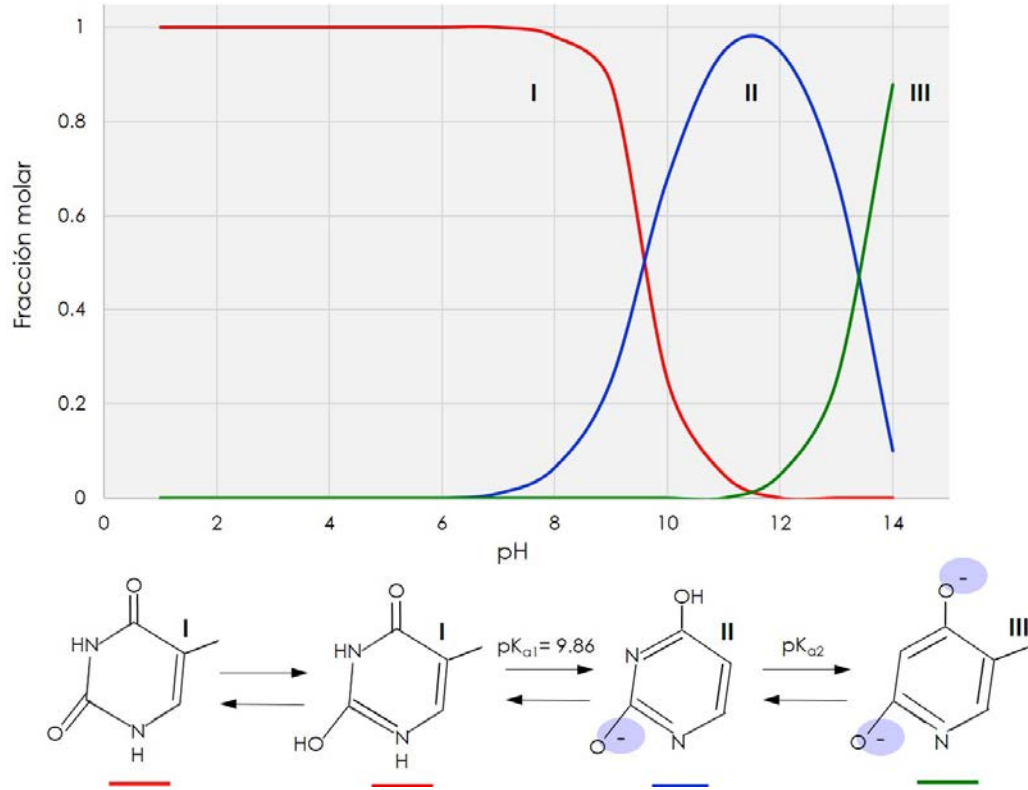 1
0.8
0.6
0.4
0.2
0
Fracción molar
I
II
III
0 2 4 6 8 10 12 14
pH
O
HN
O
N
H
I
O
HN
HO
N
H
I
pKa1= 9.86
OH
N
O -
N
II
pKa2
O -
O -
N
III